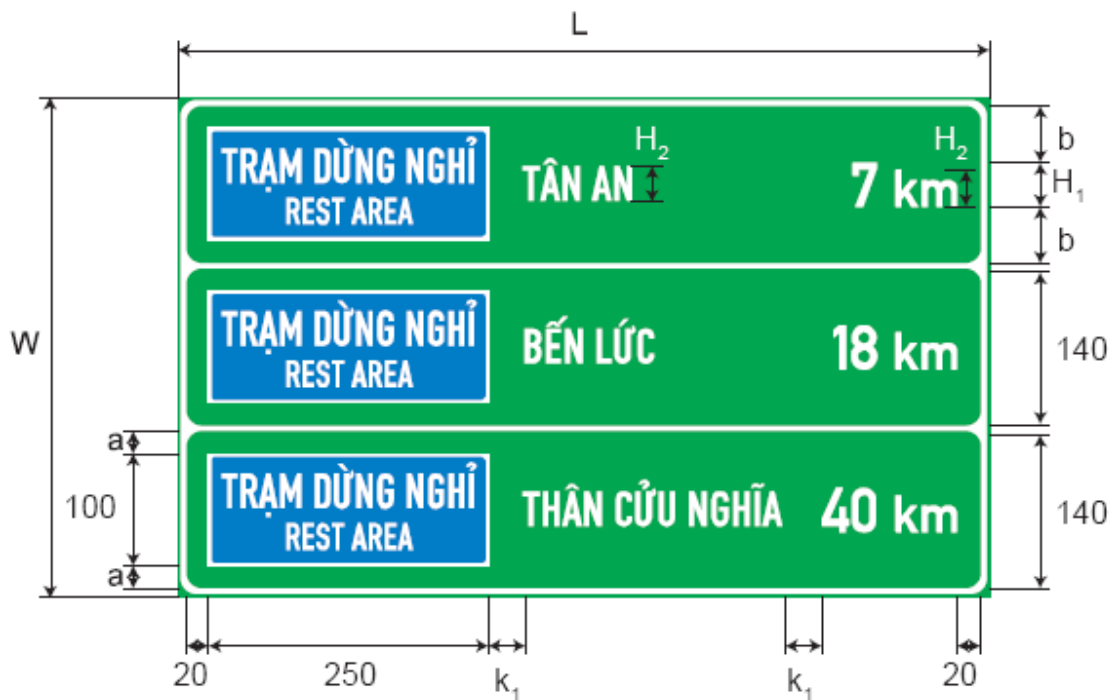 L
TRẠM DỪNG NGHỈ
REST AREA
TÂN AN
H₂
7 km
H₂
b
H₁
b
W
TRẠM DỪNG NGHỈ
REST AREA
BẾN LỨC
18 km
140
a
100
a
TRẠM DỪNG NGHỈ
REST AREA
THÂN CỬU NGHĨA
40 km
140
20
250
k₁
k₁
20